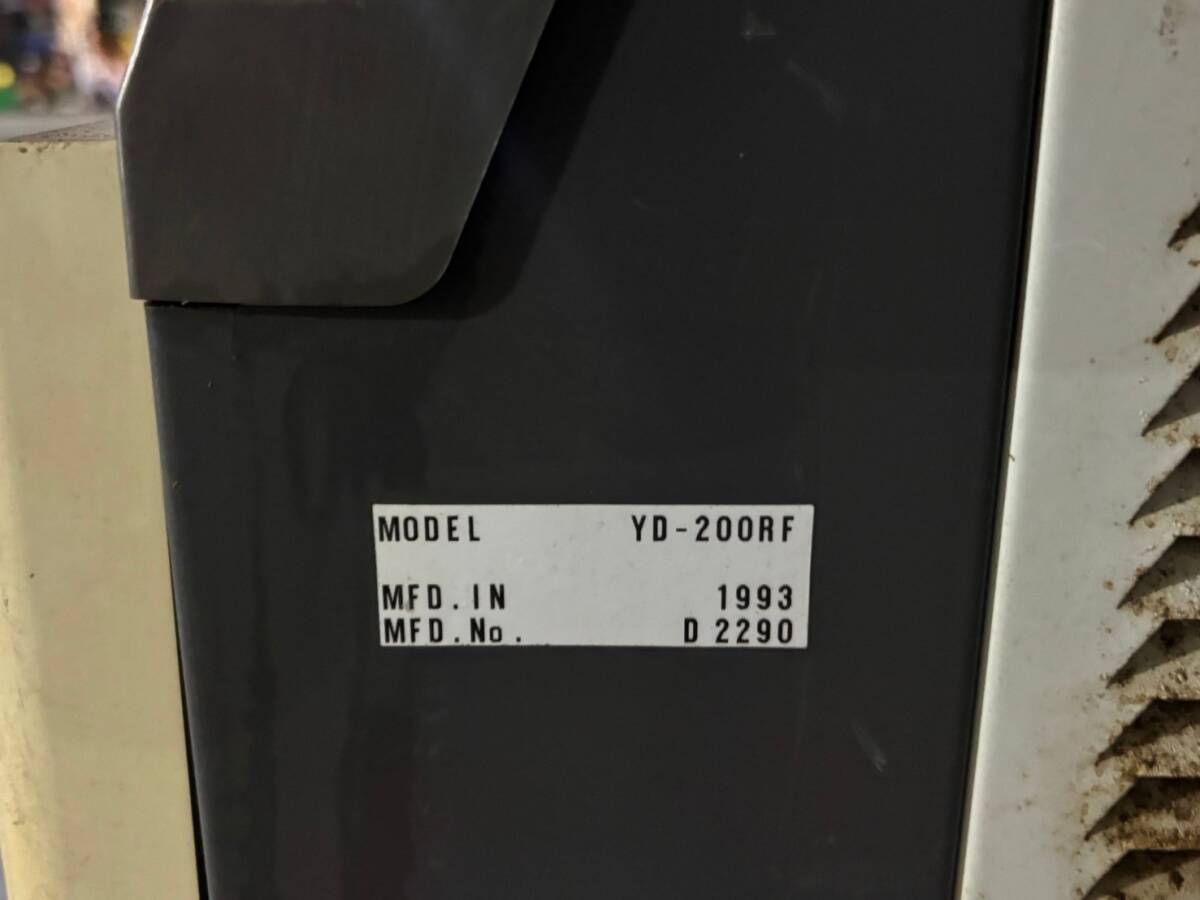 MODEL YD-200RF
MFD.IN 1993
MFD.No. D 2290